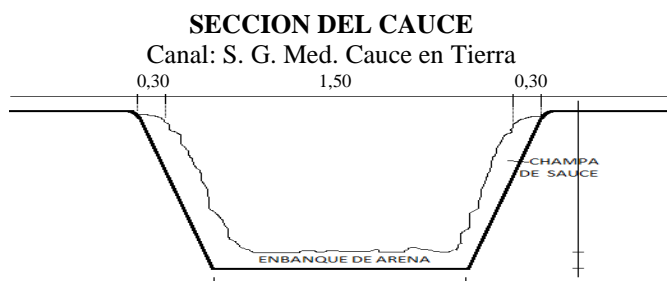 SECCION DEL CAUCE
Canal: S. G. Med. Cauce en Tierra
0,30 1,50 0,30
CHAMPA
DE SAUCE
ENBANQUE DE ARENA